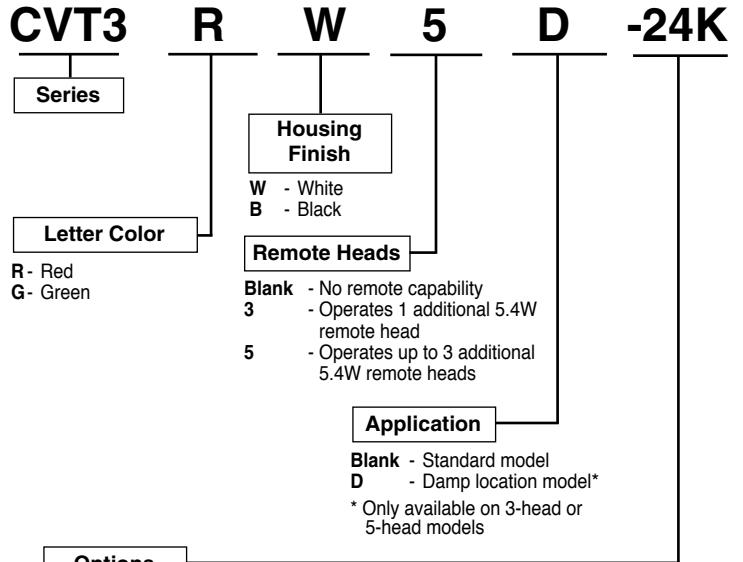 CVT3 R W 5 D -24K
Series
Housing
Finish
W - White
B - Black
Letter Color
R- Red
G- Green
Remote Heads
Blank - No remote capability
3 - Operates 1 additional 5.4W
remote head
5 - Operates up to 3 additional
5.4W remote heads
Application
Blank - Standard model
D - Damp location model*
* Only available on 3-head or
5-head models
Options